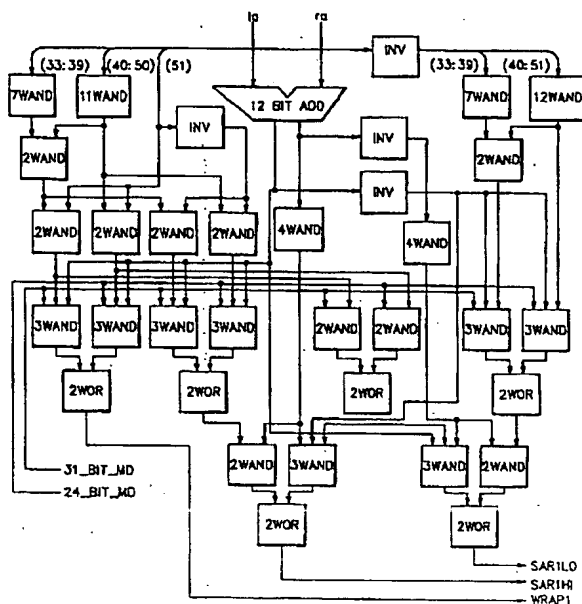 la ra
INV
(33:39) (40:50) (51) (33:39) (40:51)
7WAND 11WAND 12 BIT ADD 7WAND 12WAND
INV INV
2WAND 2WAND
INV
2WAND 2WAND 2WAND 2WAND 4WAND 4WAND
3WAND 3WAND 3WAND 3WAND 2WAND 2WAND 3WAND 3WAND
2WOR 2WOR 2WOR 2WOR
2WAND 3WAND 3WAND 2WAND
31_BIT_MD
24_BIT_MD
2WOR 2WOR
SAR1LO
SAR1HI
WRAP1